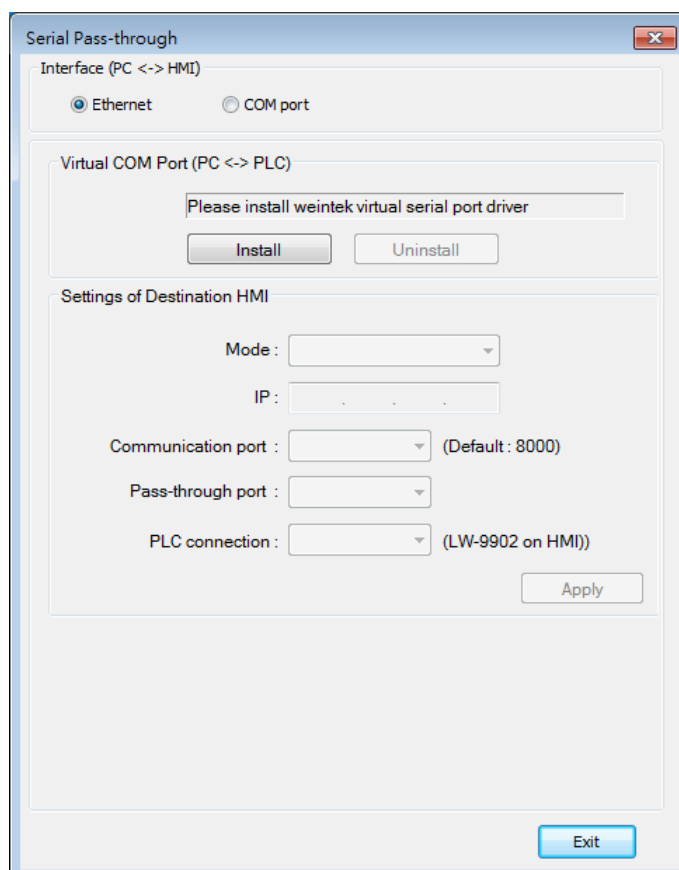 Serial Pass-through
Interface (PC <-> HMI)
Ethernet COM port
Virtual COM Port (PC <-> PLC)
Please install weintek virtual serial port driver
Install Uninstall
Settings of Destination HMI
Mode :
IP : . . .
Communication port : (Default : 8000)
Pass-through port :
PLC connection : (LW-9902 on HMI))
Apply
Exit